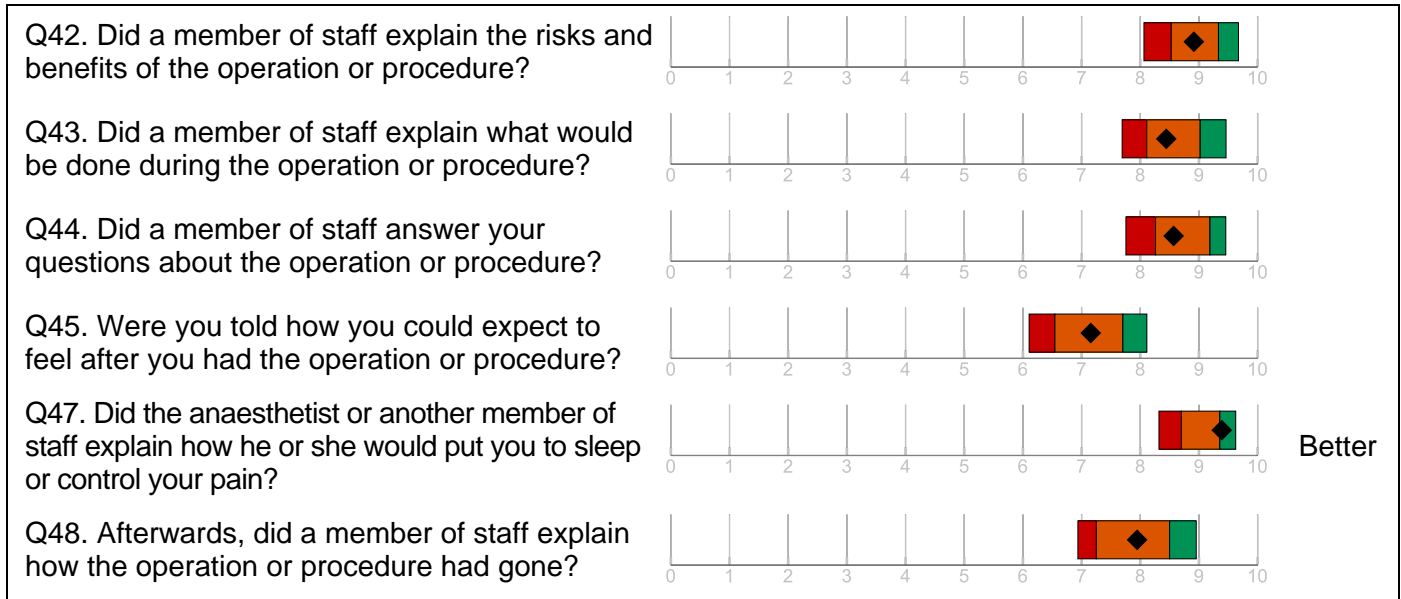 Q42. Did a member of staff explain the risks and
benefits of the operation or procedure?
0 1 2 3 4 5 6 7 8 9 10
Q43. Did a member of staff explain what would
be done during the operation or procedure?
0 1 2 3 4 5 6 7 8 9 10
Q44. Did a member of staff answer your
questions about the operation or procedure?
0 1 2 3 4 5 6 7 8 9 10
Q45. Were you told how you could expect to
feel after you had the operation or procedure?
0 1 2 3 4 5 6 7 8 9 10
Q47. Did the anaesthetist or another member of
staff explain how he or she would put you to sleep
or control your pain?
0 1 2 3 4 5 6 7 8 9 10
Better
Q48. Afterwards, did a member of staff explain
how the operation or procedure had gone?
0 1 2 3 4 5 6 7 8 9 10